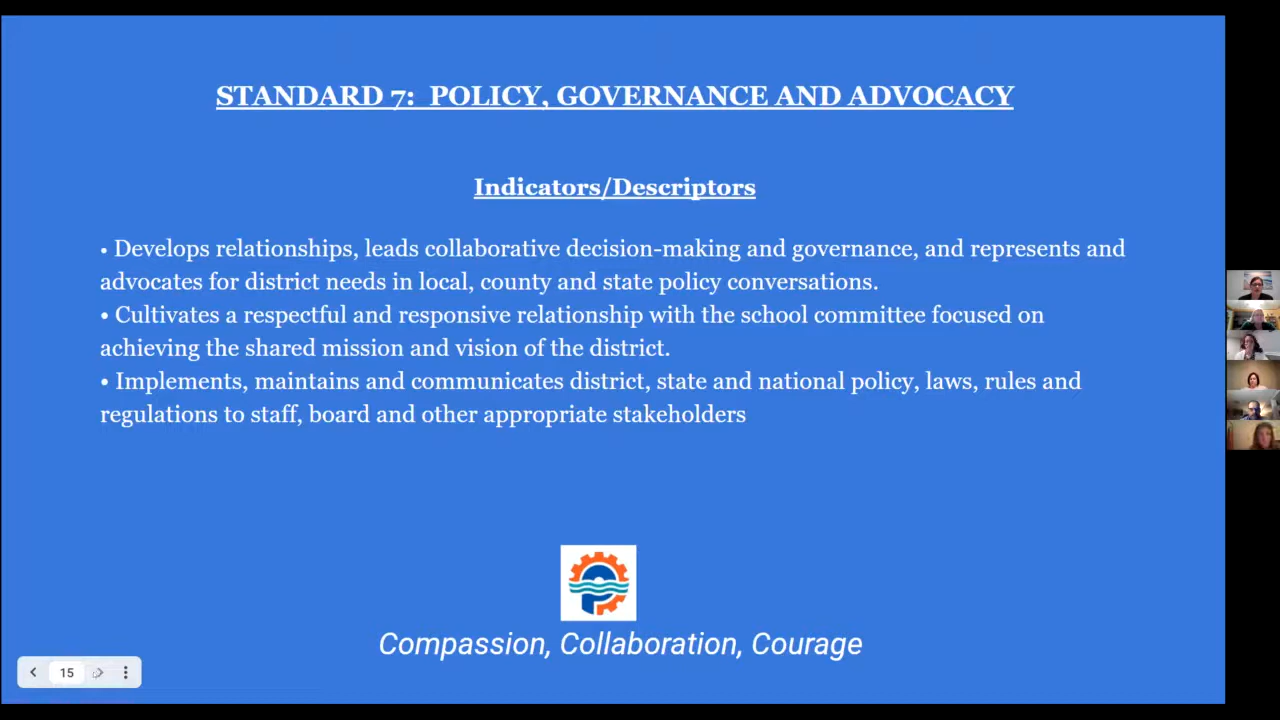 STANDARD 7:  POLICY, GOVERNANCE AND ADVOCACY
Indicators/Descriptors
• Develops relationships, leads collaborative decision-making and governance, and represents and
advocates for district needs in local, county and state policy conversations.
• Cultivates a respectful and responsive relationship with the school committee focused on
achieving the shared mission and vision of the district.
• Implements, maintains and communicates district, state and national policy, laws, rules and
regulations to staff, board and other appropriate stakeholders
Compassion, Collaboration, Courage
15